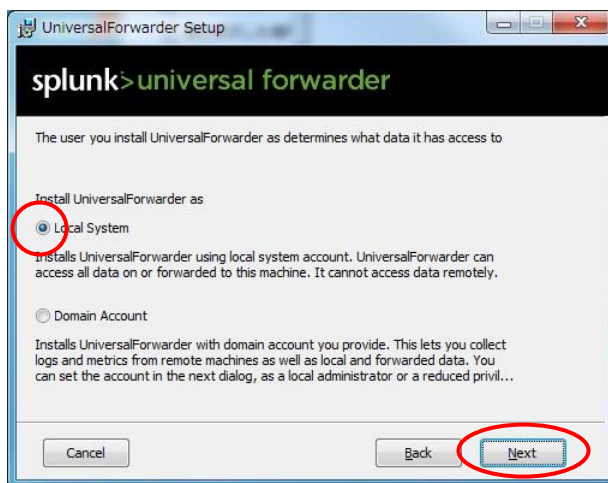 UniversalForwarder Setup
splunk>universal forwarder
The user you install UniversalForwarder as determines what data it has access to
Install UniversalForwarder as
Local System
Installs UniversalForwarder using local system account. UniversalForwarder can
access all data on or forwarded to this machine. It cannot access data remotely.
Domain Account
Installs UniversalForwarder with domain account you provide. This lets you collect
logs and metrics from remote machines as well as local and forwarded data. You
can set the account in the next dialog, as a local administrator or a reduced privil...
Cancel
Back
Next